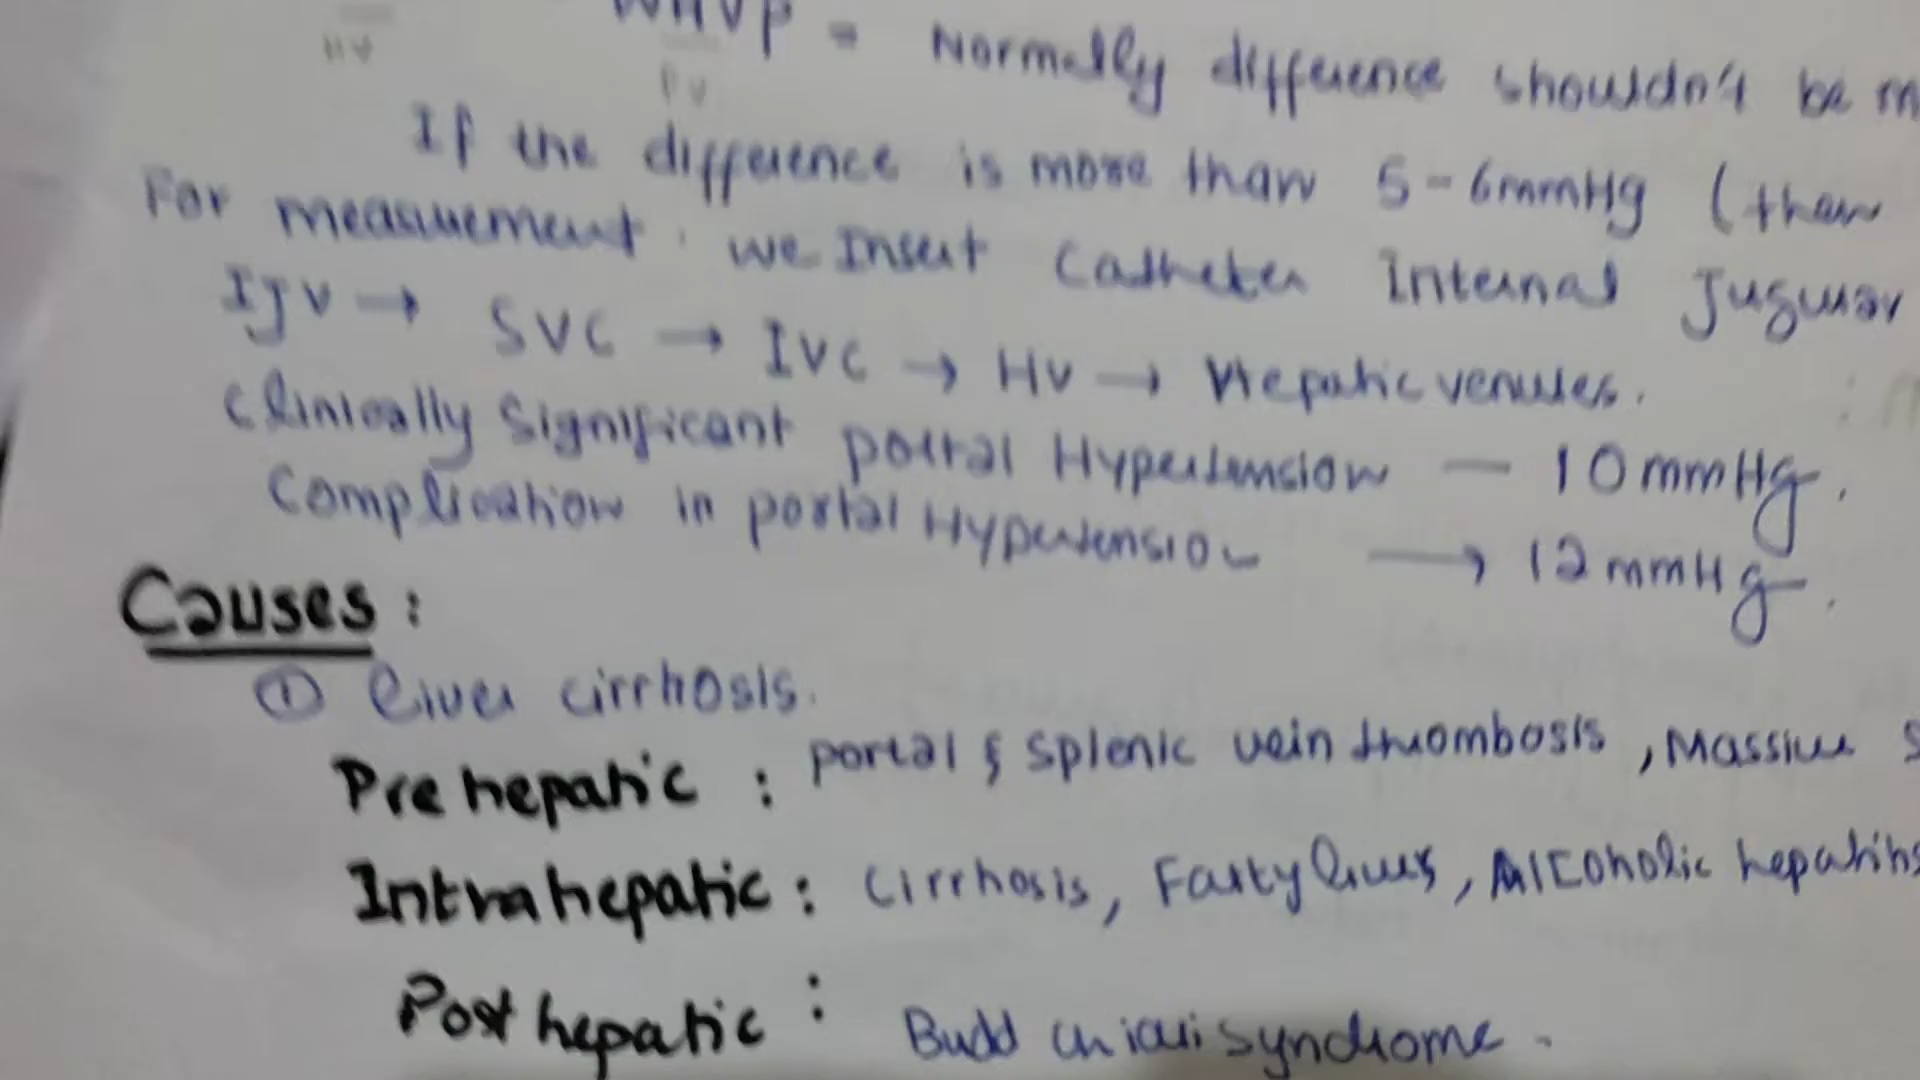 WHVP = Normally difference shouldn't be m
HV
PV
If the difference is more than 5-6mmHg (then
For measurement: we Insert Catheter Internal Jugular
IJV → SVC → IVC → HV → Hepatic venules.
Clinically Significant portal Hypertension — 10mmHg.
Complication in portal Hypertension → 12mmHg.
Causes:
① liver cirrhosis.
Prehepatic: portal & splenic vein thrombosis, Massive S
Intrahepatic: Cirrhosis, Fatty liver, Alcoholic hepatitis
Post hepatic: Budd chiari syndrome.